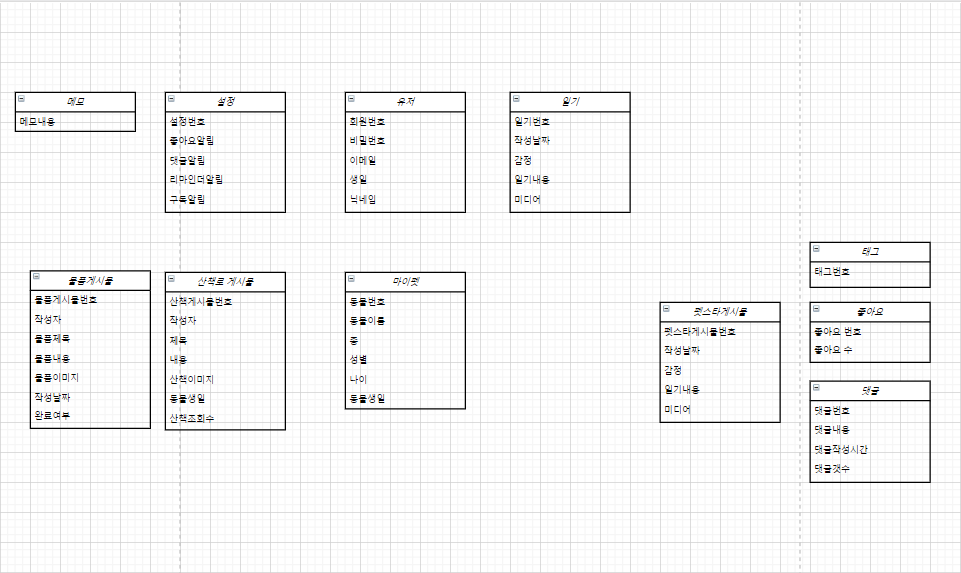 메모
메모내용
설정
설정번호
좋아요알림
댓글알림
리마인더알림
구독알림
유저
회원번호
비밀번호
이메일
생일
닉네임
일기
일기번호
작성날짜
감정
일기내용
미디어
물품게시물
물품게시물번호
작성자
물품제목
물품내용
물품이미지
작성날짜
완료여부
산책로 게시물
산책게시물번호
작성자
제목
내용
산책이미지
동물생일
산책조회수
마이펫
동물번호
동물이름
종
성별
나이
동물생일
펫스타게시물
펫스타게시물번호
작성날짜
감정
일기내용
미디어
태그
태그번호
좋아요
좋아요 번호
좋아요 수
댓글
댓글번호
댓글내용
댓글작성시간
댓글갯수